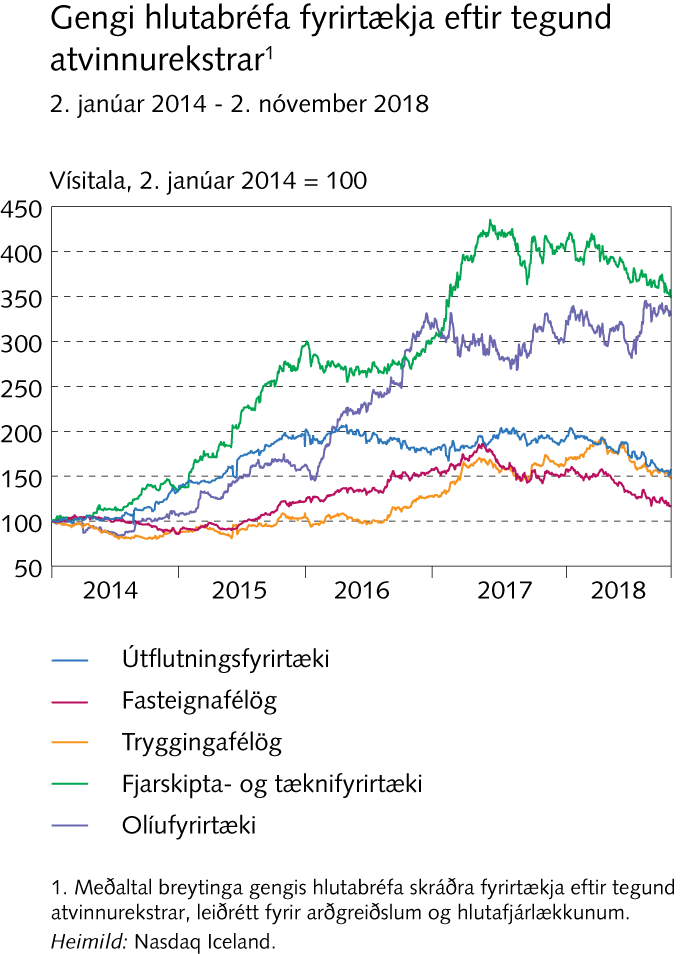 Gengi hlutabréfa fyrirtækja eftir tegund
atvinnurekstrar¹
2. janúar 2014 - 2. nóvember 2018
Vísitala, 2. janúar 2014 = 100
450
400
350
300
250
200
150
100
50
2014 2015 2016 2017 2018
Útflutningsfyrirtæki
Fasteignafélög
Tryggingafélög
Fjarskipta- og tæknifyrirtæki
Olíufyrirtæki
1. Meðaltal breytinga gengis hlutabréfa skráðra fyrirtækja eftir tegund
atvinnurekstrar, leiðrétt fyrir arðgreiðslum og hlutafjárlækkunum.
Heimild: Nasdaq Iceland.